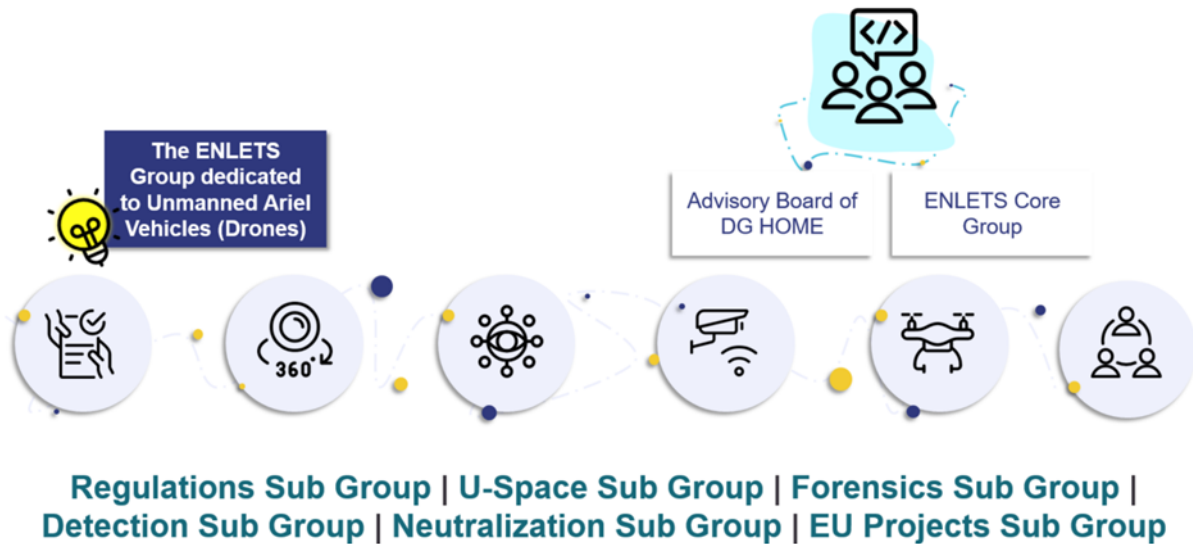 </>
The ENLETS
Group dedicated
to Unmanned Ariel
Vehicles (Drones)
Advisory Board of
DG HOME
ENLETS Core
Group
360°
Regulations Sub Group | U-Space Sub Group | Forensics Sub Group |
Detection Sub Group | Neutralization Sub Group | EU Projects Sub Group